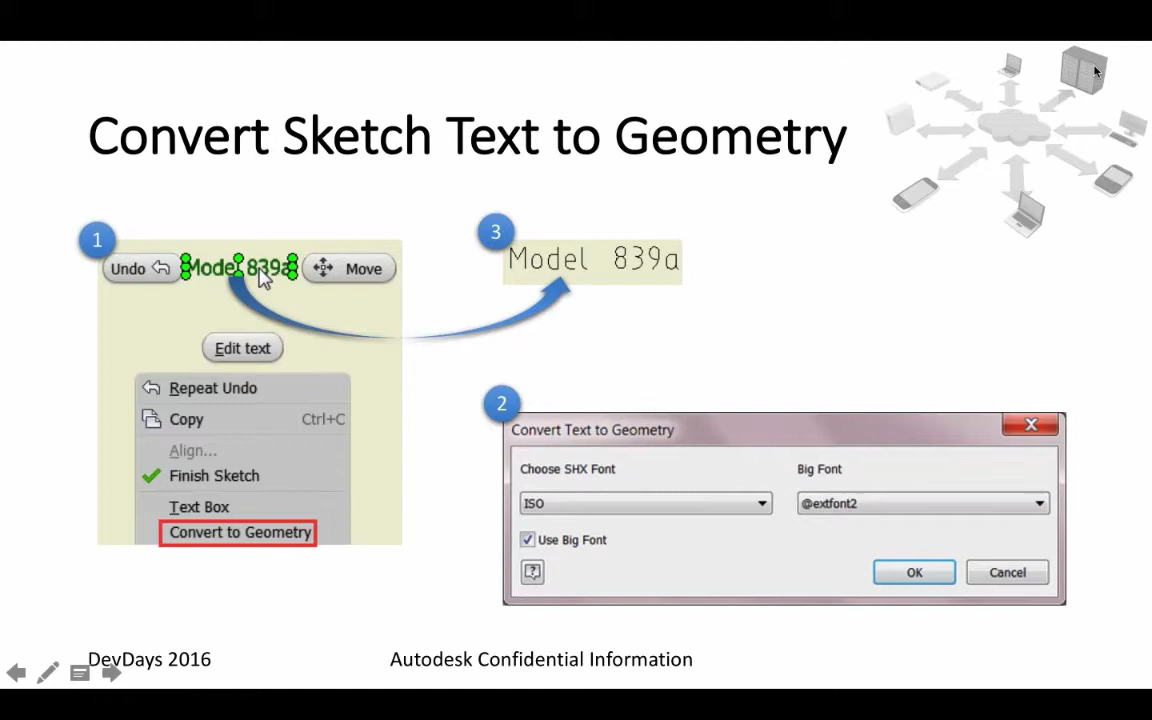 Convert Sketch Text to Geometry
1
Undo
Model 839a
Move
Edit text
Repeat Undo
Copy Ctrl+C
Align...
Finish Sketch
Text Box
Convert to Geometry
3
Model 839a
2
Convert Text to Geometry
Choose SHX Font Big Font
ISO @extfont2
Use Big Font
? OK Cancel
DevDays 2016 Autodesk Confidential Information